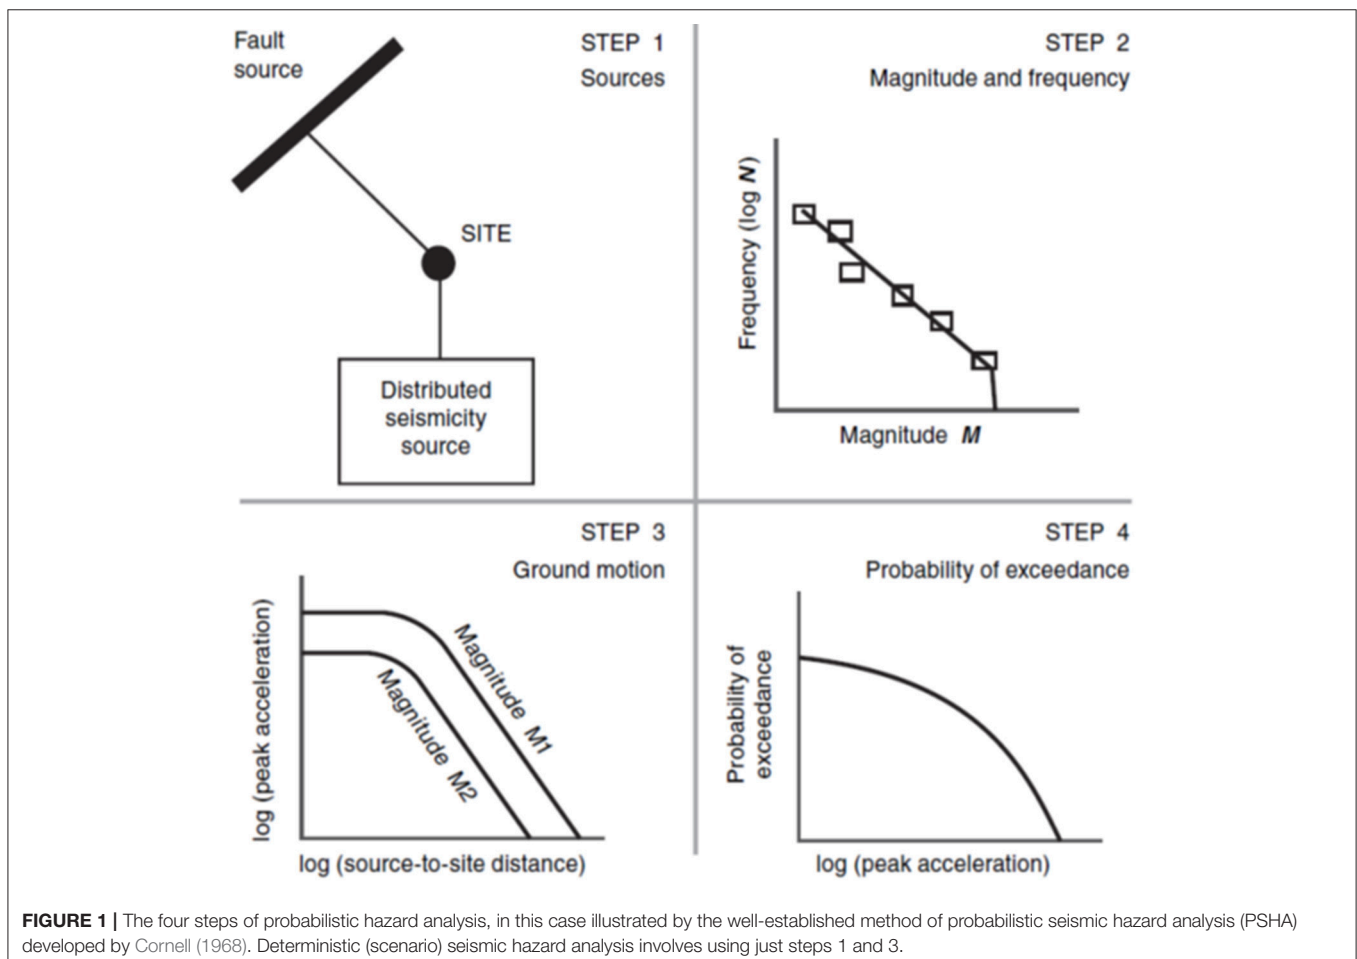 Fault
source
STEP 1
Sources
SITE
Distributed
seismicity
source
STEP 2
Magnitude and frequency
Frequency (log N)
Magnitude M
STEP 3
Ground motion
log (peak acceleration)
Magnitude M1
Magnitude M2
log (source-to-site distance)
STEP 4
Probability of exceedance
Probability of
exceedance
log (peak acceleration)
FIGURE 1 | The four steps of probabilistic hazard analysis, in this case illustrated by the well-established method of probabilistic seismic hazard analysis (PSHA)
developed by Cornell (1968). Deterministic (scenario) seismic hazard analysis involves using just steps 1 and 3.